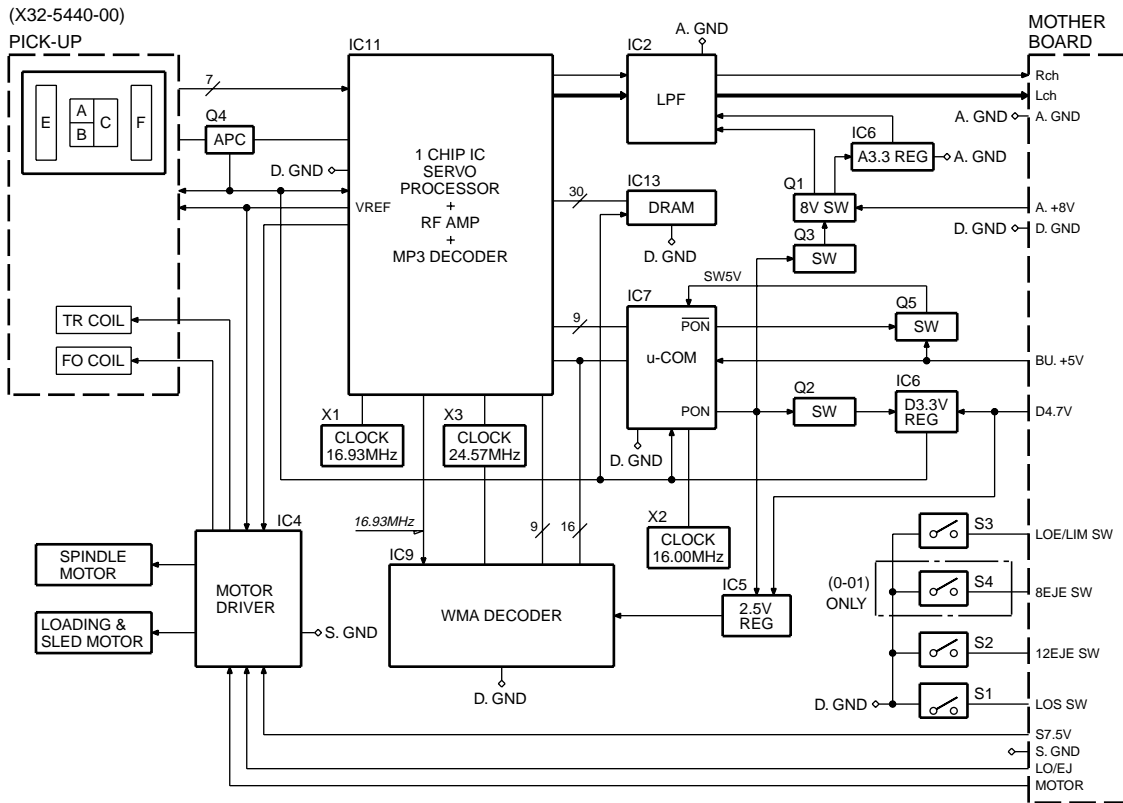 (X32-5440-00)
PICK-UP
E
A
B
C
F
7
Q4
APC
D. GND
TR COIL
FO COIL
IC11
1 CHIP IC
SERVO
PROCESSOR
+
RF AMP
+
MP3 DECODER
VREF
IC2
LPF
A. GND
IC6
A3.3 REG
A. GND
Q1
8V SW
Q3
SW
30
IC13
DRAM
D. GND
SW5V
IC7
PON
u-COM
PON
9
D. GND
Q5
SW
Q2
SW
IC6
D3.3V
REG
MOTHER
BOARD
Rch
Lch
A. GND
A. GND
A. +8V
D. GND
D. GND
BU. +5V
D4.7V
X1
CLOCK
16.93MHz
X3
CLOCK
24.57MHz
X2
CLOCK
16.00MHz
16.93MHz
9
16
IC9
WMA DECODER
D. GND
IC5
2.5V
REG
IC4
MOTOR
DRIVER
S. GND
SPINDLE
MOTOR
LOADING &
SLED MOTOR
S3
LOE/LIM SW
(0-01)
ONLY
S4
8EJE SW
S2
12EJE SW
D. GND
S1
LOS SW
S7.5V
S. GND
LO/EJ
MOTOR